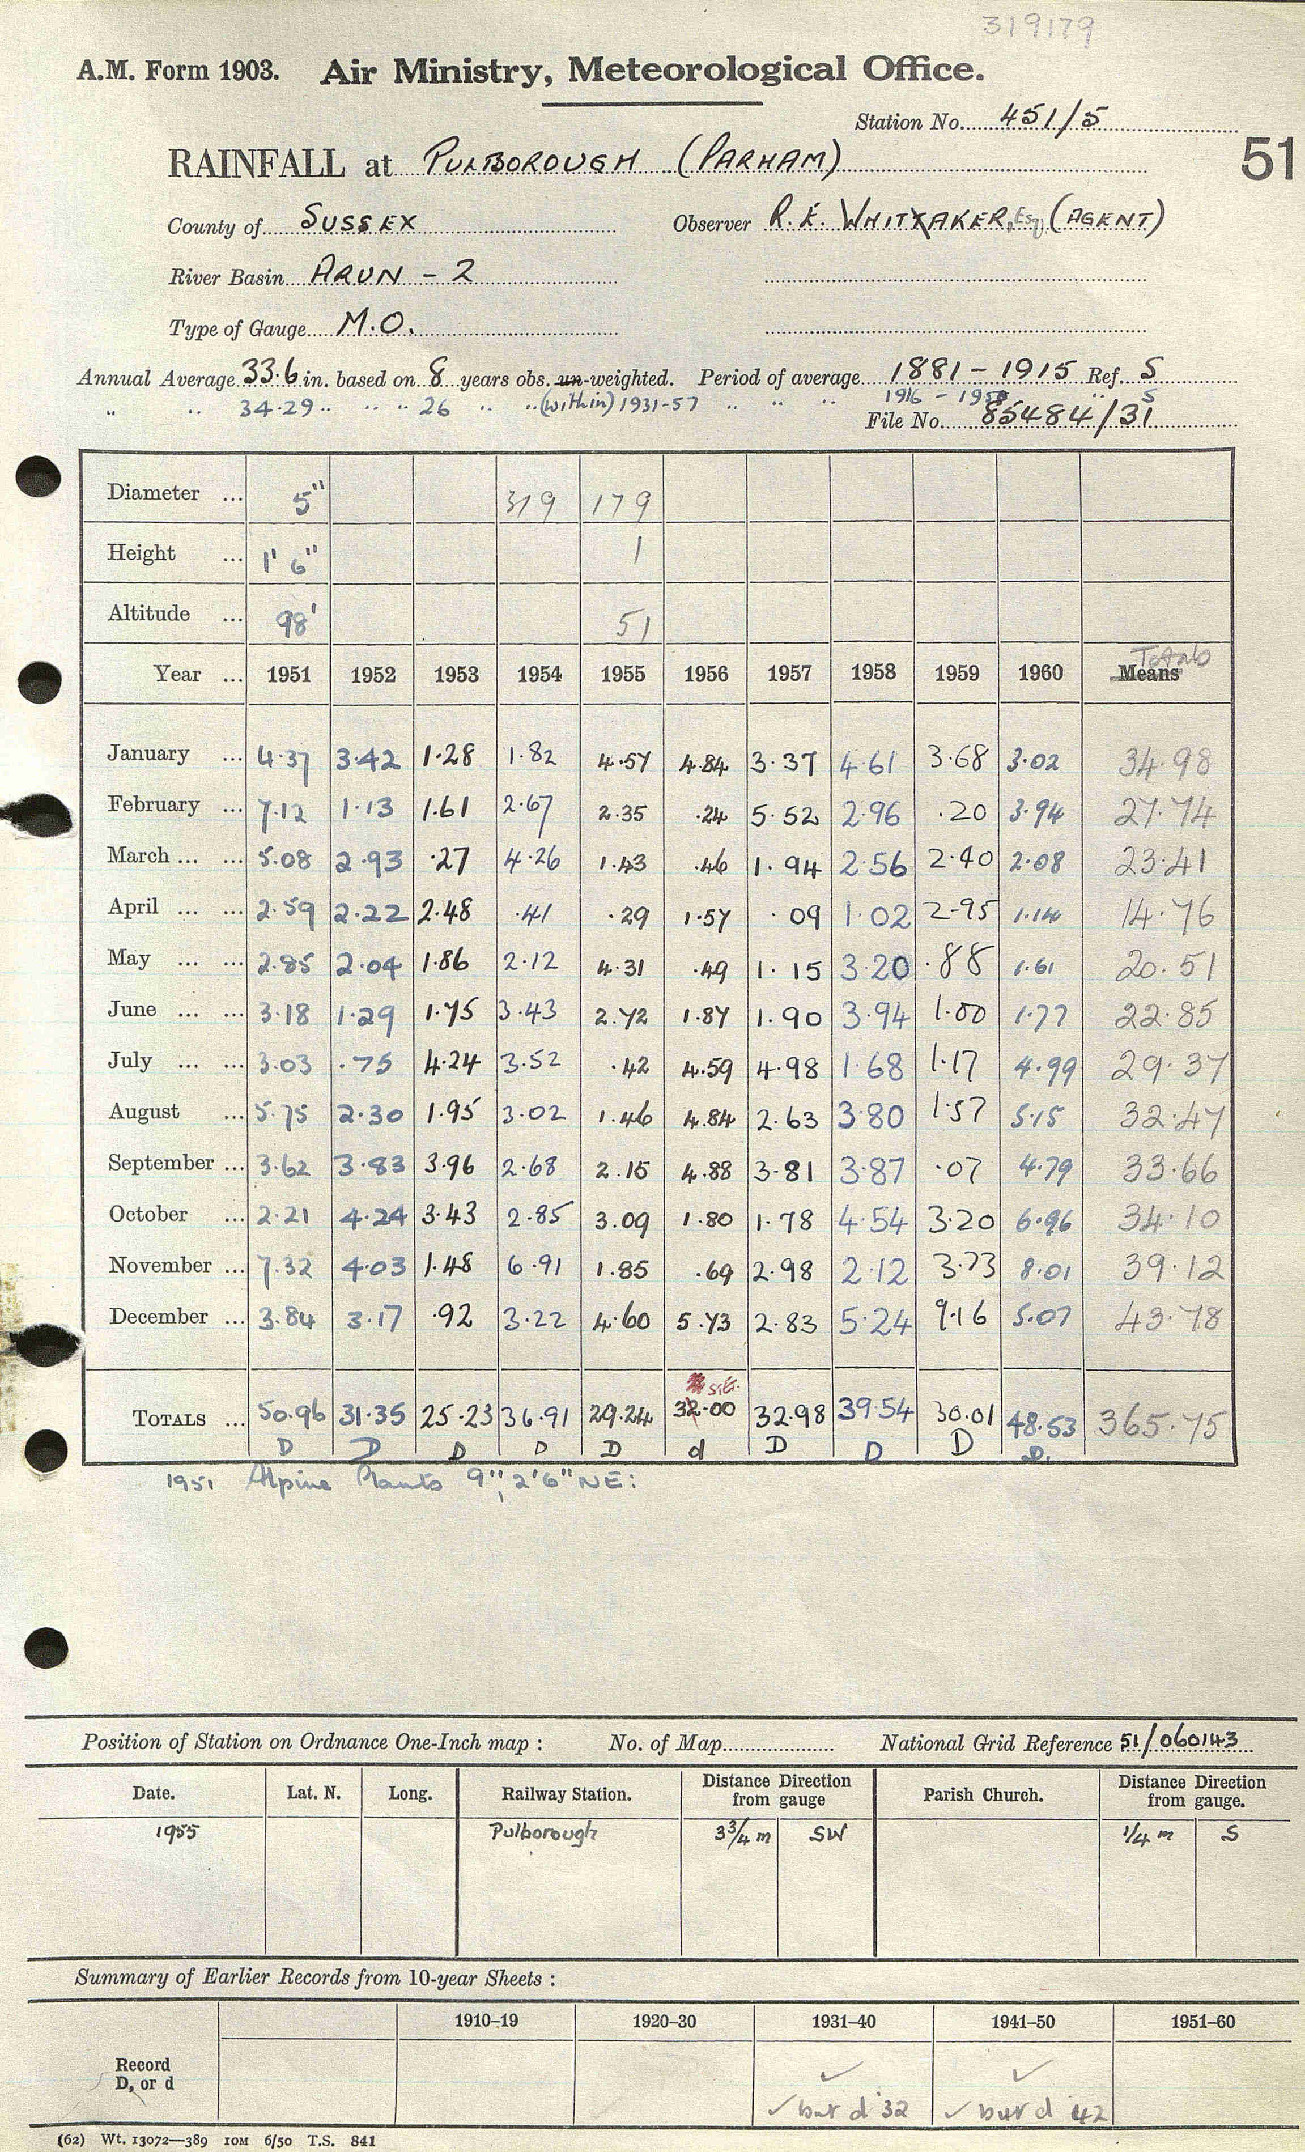 319179
A.M. Form 1903. Air Ministry, Meteorological Office.
Station No. 451/5
RAINFALL at PULBOROUGH (PARHAM) 51
County of SUSSEX Observer R. E. WHITTAKER, Esq (AGENT)
River Basin ARUN - 2
Type of Gauge M.O.
Annual Average 33.6 in. based on 8 years obs. un-weighted. Period of average 1881 - 1915 Ref. S
" " 34.29 " " " 26 " " (within) 1931-57 " " " 1916 - 1950 " S
File No. 85484/31
Diameter ... 5" 319 179
Height ... 1' 6" 1
Altitude ... 98' 51
Totals
Year ... 1951 1952 1953 1954 1955 1956 1957 1958 1959 1960 Means
January ... 4.37 3.42 1.28 1.82 4.57 4.84 3.37 4.61 3.68 3.02 34.98
February ... 7.12 1.13 1.61 2.67 2.35 .24 5.52 2.96 .20 3.94 27.74
March ... ... 5.08 2.93 .27 4.26 1.43 .46 1.94 2.56 2.40 2.08 23.41
April ... ... 2.59 2.22 2.48 .41 .29 1.57 .09 1.02 2.95 1.14 14.76
May ... ... 2.85 2.04 1.86 2.12 4.31 .49 1.15 3.20 .88 1.61 20.51
June ... ... 3.18 1.29 1.75 3.43 2.72 1.87 1.90 3.94 1.00 1.77 22.85
July ... ... 3.03 .75 4.24 3.52 .42 4.59 4.98 1.68 1.17 4.99 29.37
August ... 5.75 2.30 1.95 3.02 1.46 4.84 2.63 3.80 1.57 5.15 32.47
September ... 3.62 3.83 3.96 2.68 2.15 4.88 3.81 3.87 .07 4.79 33.66
October ... 2.21 4.24 3.43 2.85 3.09 1.80 1.78 4.54 3.20 6.96 34.10
November ... 7.32 4.03 1.48 6.91 1.85 .69 2.98 2.12 3.73 8.01 39.12
December ... 3.84 3.17 .92 3.22 4.60 5.73 2.83 5.24 9.16 5.07 43.78
TOTALS ... 50.96 31.35 25.23 36.91 29.24 32.00 32.98 39.54 30.01 48.53 365.75
D D D D D d D D D D
1951 Alpine Plants 9", 2'6" NE:
Position of Station on Ordnance One-Inch map : No. of Map National Grid Reference 51/060143
Date. Lat. N. Long. Railway Station. Distance from gauge Direction Parish Church. Distance from gauge. Direction
1955 Pulborough 3¾ m SW ¼ m S
Summary of Earlier Records from 10-year Sheets :
1910–19 1920–30 1931–40 1941–50 1951–60
Record
D, or d
✓ ✓
✓ but d '32 ✓ but d 42
(62) Wt. 13072—389 10M 6/50 T.S. 841